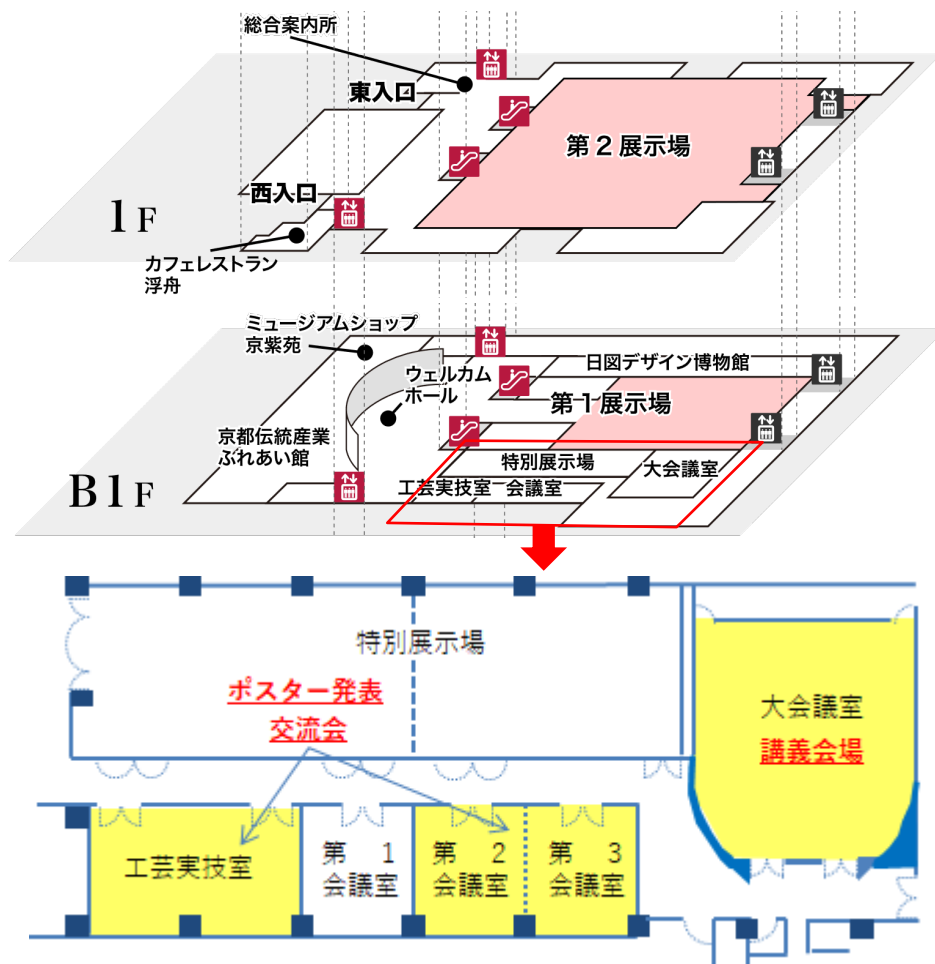 総合案内所
東入口
第２展示場
西入口
1F
カフェレストラン
浮舟
ミュージアムショップ
京紫苑
日図デザイン博物館
ウェルカム
ホール
第１展示場
京都伝統産業
ふれあい館
特別展示場
大会議室
B1F
工芸実技室
会議室
特別展示場
ポスター発表
交流会
大会議室
講義会場
工芸実技室
第　1
会議室
第　2
会議室
第　3
会議室